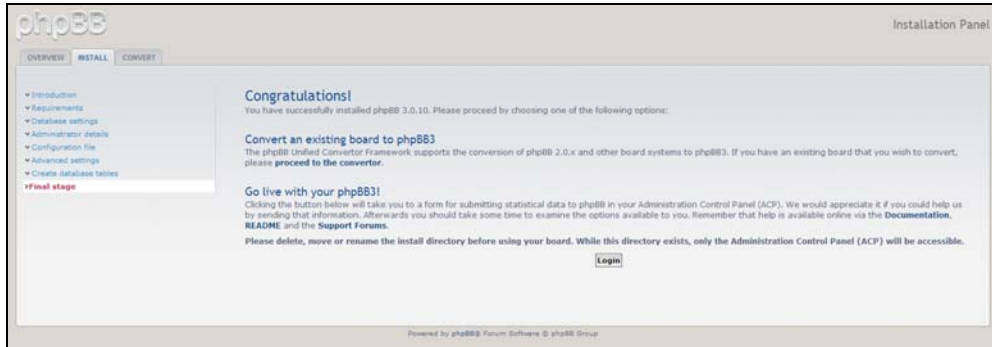 phpBB
Installation Panel
OVERVIEW INSTALL CONVERT
Introduction
Requirements
Database settings
Administrator details
Configuration file
Advanced settings
Create database tables
Final stage
Congratulations!
You have successfully installed phpBB 3.0.10. Please proceed by choosing one of the following options:
Convert an existing board to phpBB3
The phpBB Unified Convertor Framework supports the conversion of phpBB 2.0.x and other board systems to phpBB3. If you have an existing board that you wish to convert,
please proceed to the convertor.
Go live with your phpBB3!
Clicking the button below will take you to a form for submitting statistical data to phpBB in your Administration Control Panel (ACP). We would appreciate it if you could help us
by sending that information. Afterwards you should take some time to examine the options available to you. Remember that help is available online via the Documentation,
README and the Support Forums.
Please delete, move or rename the install directory before using your board. While this directory exists, only the Administration Control Panel (ACP) will be accessible.
Login
Powered by phpBB® Forum Software © phpBB Group